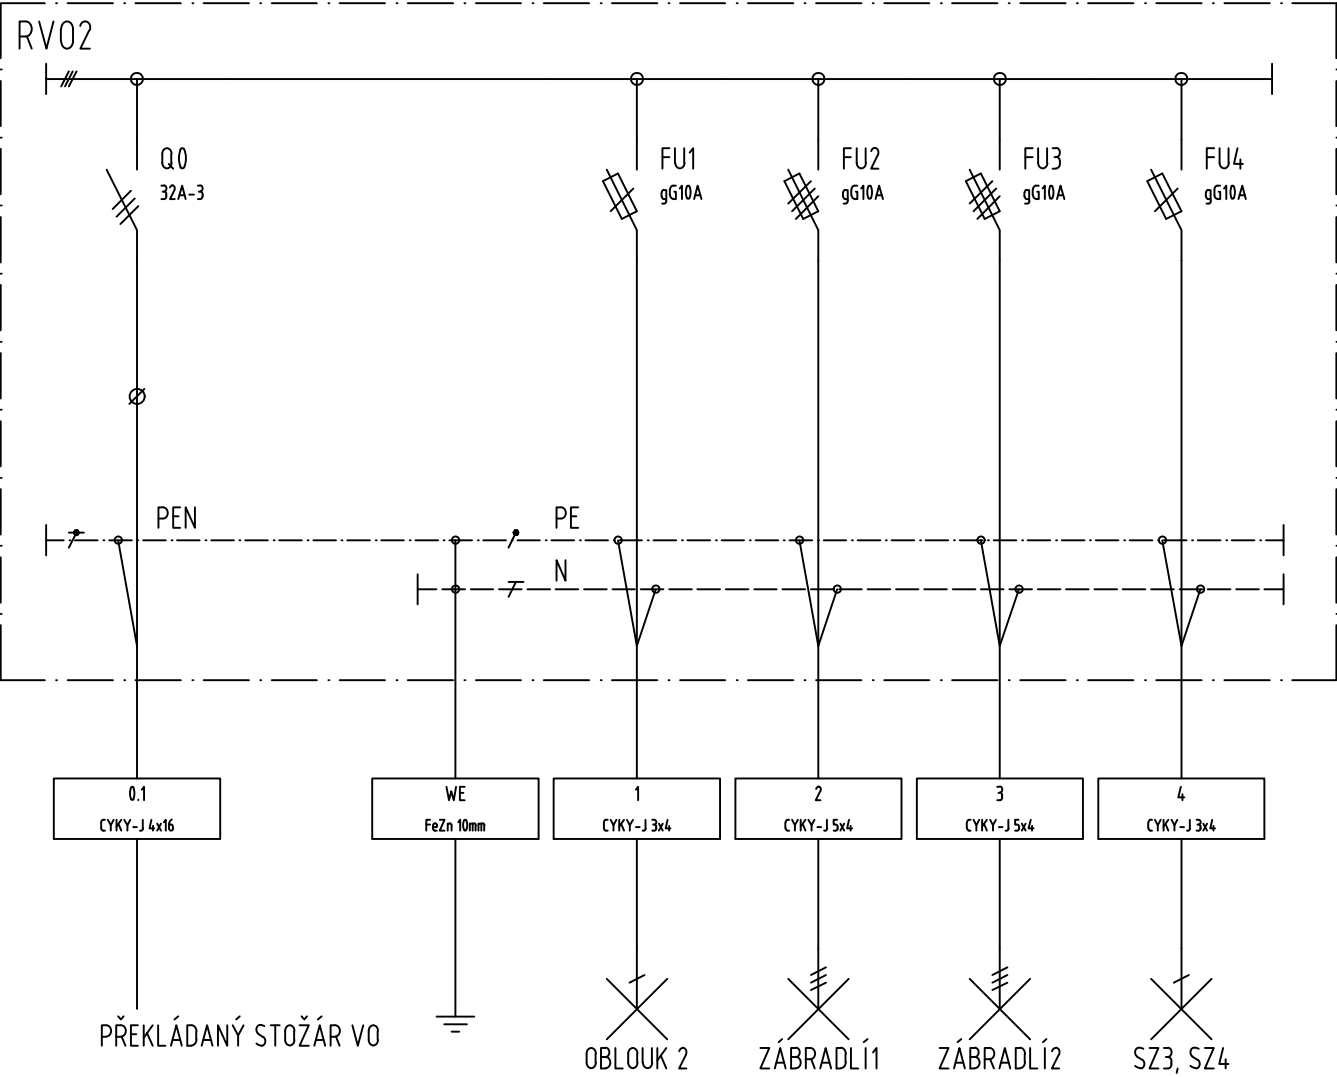 RVO2
Q0
32A-3
FU1
gG10A
FU2
gG10A
FU3
gG10A
FU4
gG10A
PEN
PE
N
0.1
CYKY-J 4x16
WE
FeZn 10mm
1
CYKY-J 3x4
2
CYKY-J 5x4
3
CYKY-J 5x4
4
CYKY-J 3x4
PŘEKLÁDANÝ STOŽÁR VO
OBLOUK 2
ZÁBRADLÍ1
ZÁBRADLÍ2
SZ3, SZ4